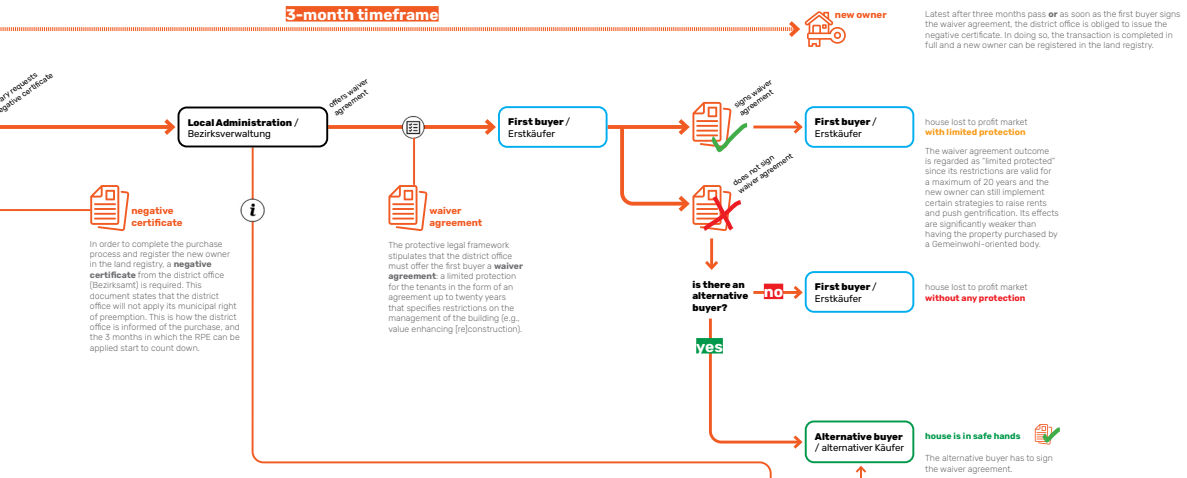 3-month timeframe
new owner
Latest after three months pass or as soon as the first buyer signs
the waiver agreement, the district office is obliged to issue the
negative certificate. In doing so, the transaction is completed in
full and a new owner can be registered in the land registry.
ary requests
egative certificate
Local Administration /
Bezirksverwaltung
offers waiver
agreement
First buyer /
Erstkäufer
signs waiver
agreement
First buyer /
Erstkäufer
house lost to profit market
with limited protection
The waiver agreement outcome
is regarded as "limited protected"
since its restrictions are valid for
a maximum of 20 years and the
new owner can still implement
certain strategies to raise rents
and push gentrification. Its effects
are significantly weaker than
having the property purchased by
a Gemeinwohl-oriented body.
does not sign
waiver agreement
negative
certificate
In order to complete the purchase
process and register the new owner
in the land registry, a negative
certificate from the district office
(Bezirksamt) is required. This
document states that the district
office will not apply its municipal right
of preemption. This is how the district
office is informed of the purchase, and
the 3 months in which the RPE can be
applied start to count down.
i
waiver
agreement
The protective legal framework
stipulates that the district office
must offer the first buyer a waiver
agreement: a limited protection
for the tenants in the form of an
agreement up to twenty years
that specifies restrictions on the
management of the building (e.g.,
value enhancing [re]construction).
is there an
alternative
buyer?
no
First buyer /
Erstkäufer
house lost to profit market
without any protection
yes
Alternative buyer
/ alternativer Käufer
house is in safe hands
The alternative buyer has to sign
the waiver agreement.